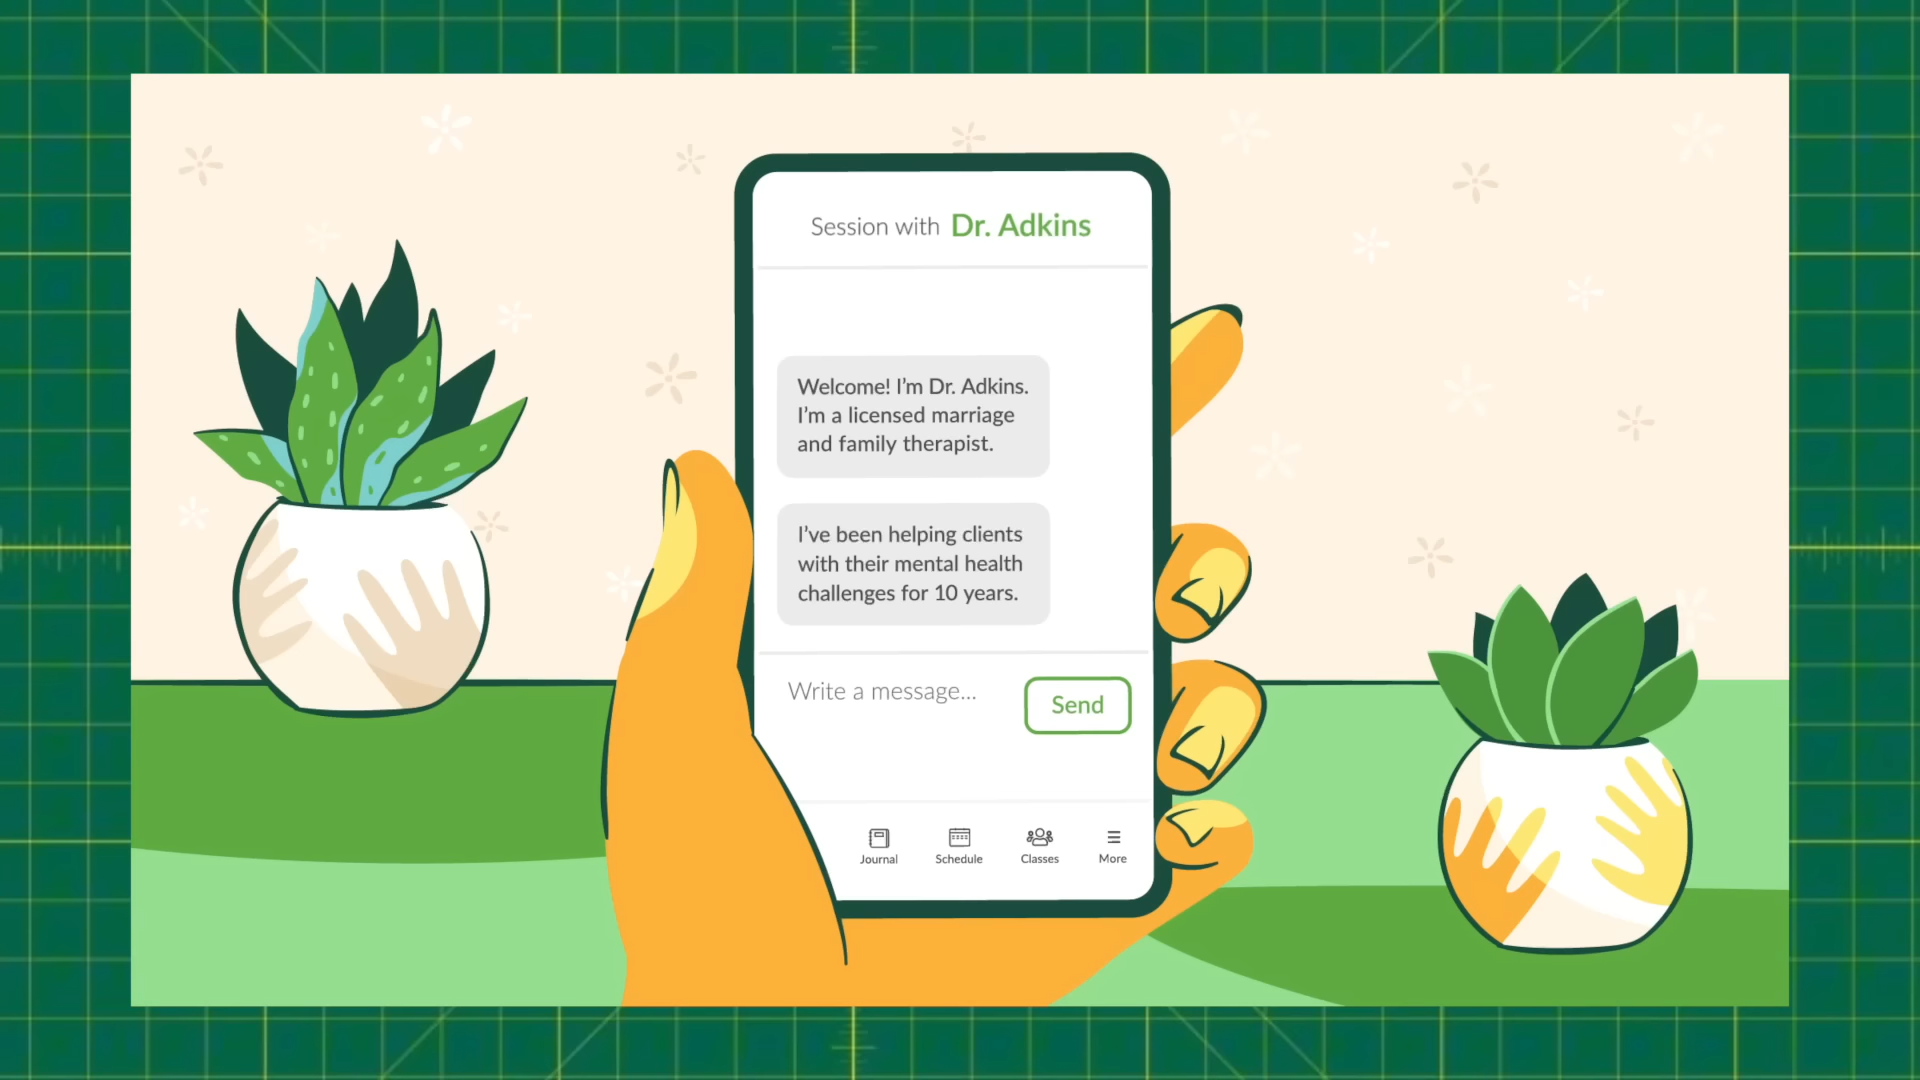 Session with Dr. Adkins
Welcome! I'm Dr. Adkins.
I'm a licensed marriage
and family therapist.
I've been helping clients
with their mental health
challenges for 10 years.
Write a message...
Send
Journal
Schedule
Classes
More